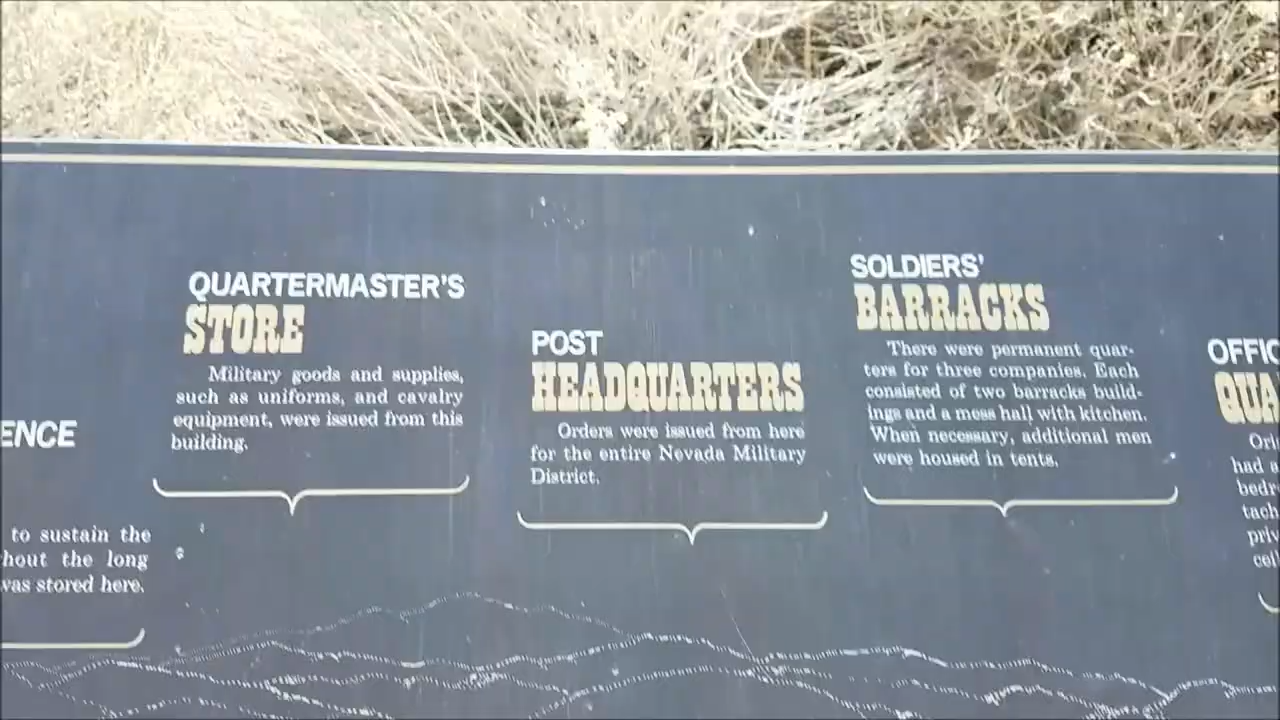 ENCE
to sustain the
hout the long
was stored here.
QUARTERMASTER'S
STORE
Military goods and supplies,
such as uniforms, and cavalry
equipment, were issued from this
building.
POST
HEADQUARTERS
Orders were issued from here
for the entire Nevada Military
District.
SOLDIERS'
BARRACKS
There were permanent quar-
ters for three companies. Each
consisted of two barracks build-
ings and a mess hall with kitchen.
When necessary, additional men
were housed in tents.
OFFIC
QUA
Ori
had a
bedr
tach
priv
ceil